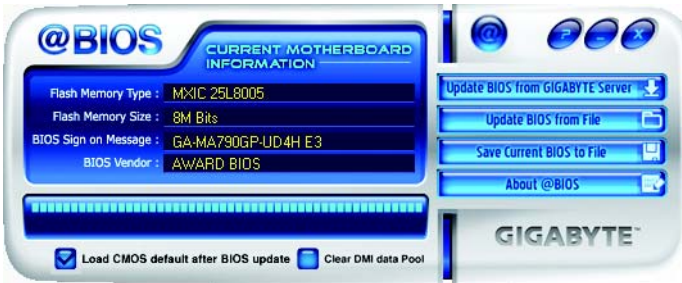 @BIOS
CURRENT MOTHERBOARD
INFORMATION
Flash Memory Type : MXIC 25L8005
Flash Memory Size : 8M Bits
BIOS Sign on Message : GA-MA790GP-UD4H E3
BIOS Vendor : AWARD BIOS
Load CMOS default after BIOS update
Clear DMI data Pool
@
? - X
Update BIOS from GIGABYTE Server
Update BIOS from File
Save Current BIOS to File
About @BIOS
GIGABYTE™